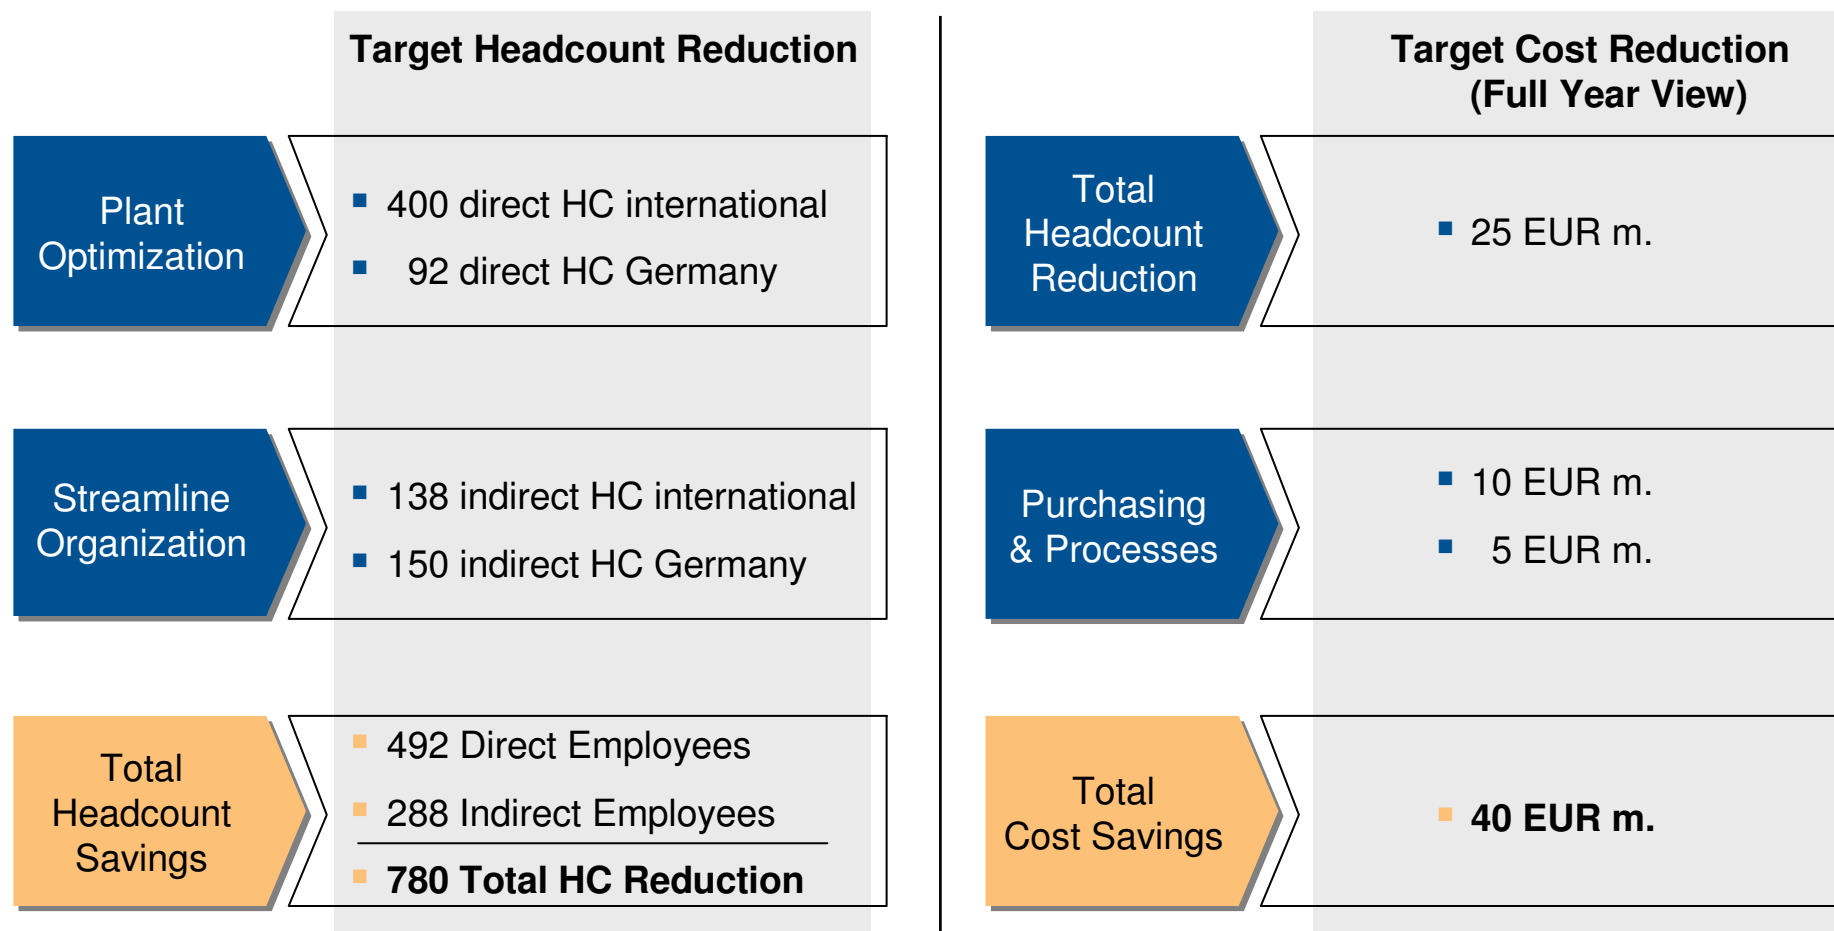 Target Headcount Reduction
Plant
Optimization
400 direct HC international
92 direct HC Germany
Streamline
Organization
138 indirect HC international
150 indirect HC Germany
Total
Headcount
Savings
492 Direct Employees
288 Indirect Employees
780 Total HC Reduction
Target Cost Reduction
(Full Year View)
Total
Headcount
Reduction
25 EUR m.
Purchasing
& Processes
10 EUR m.
5 EUR m.
Total
Cost Savings
40 EUR m.